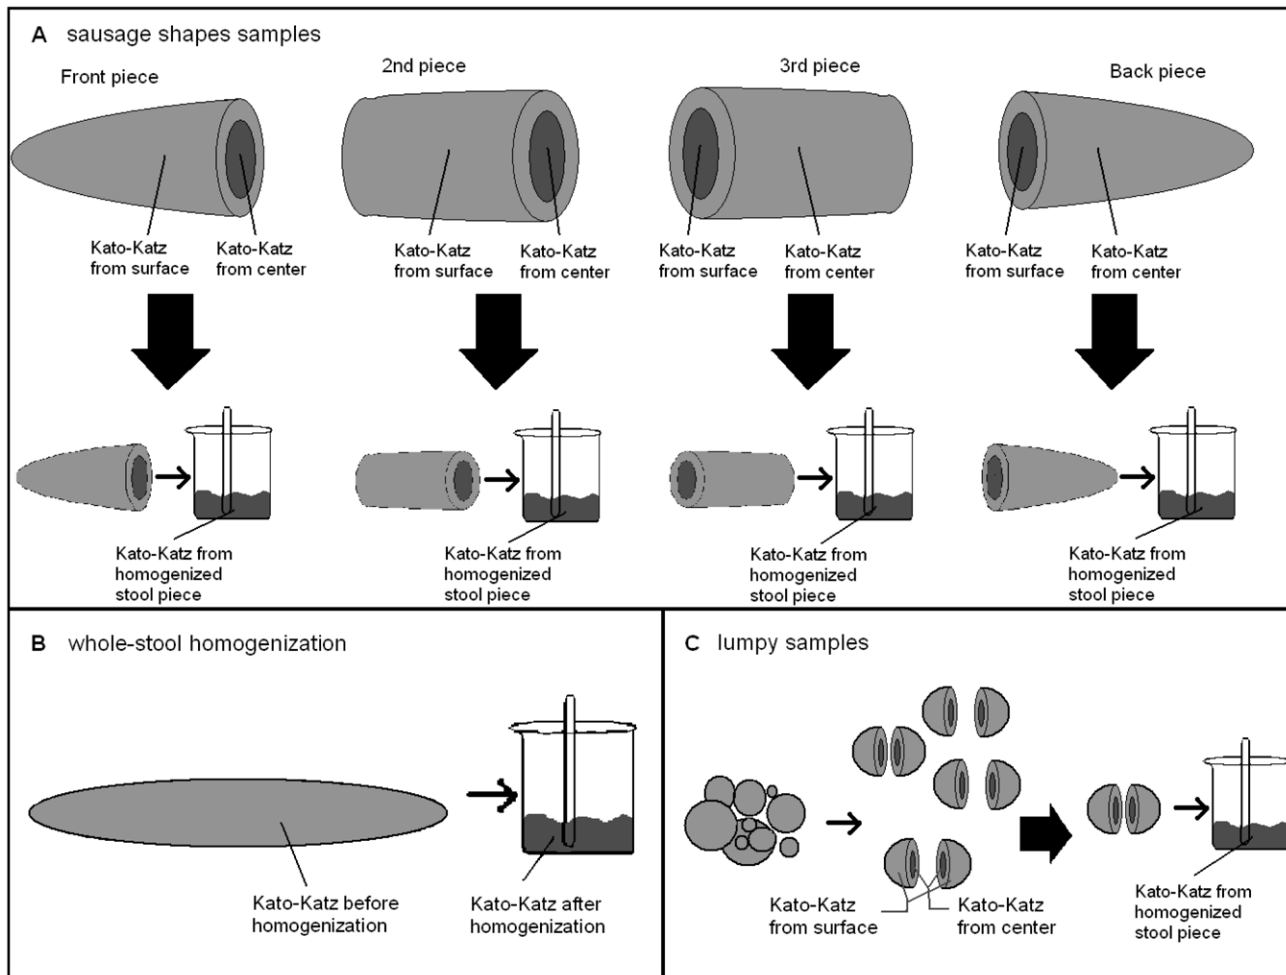 A sausage shapes samples
Front piece
2nd piece
3rd piece
Back piece
Kato-Katz
from surface
Kato-Katz
from center
Kato-Katz
from surface
Kato-Katz
from center
Kato-Katz
from surface
Kato-Katz
from center
Kato-Katz
from surface
Kato-Katz
from center
Kato-Katz from
homogenized
stool piece
Kato-Katz from
homogenized
stool piece
Kato-Katz from
homogenized
stool piece
Kato-Katz from
homogenized
stool piece
B whole-stool homogenization
Kato-Katz before
homogenization
Kato-Katz after
homogenization
C lumpy samples
Kato-Katz
from surface
Kato-Katz
from center
Kato-Katz from
homogenized
stool piece